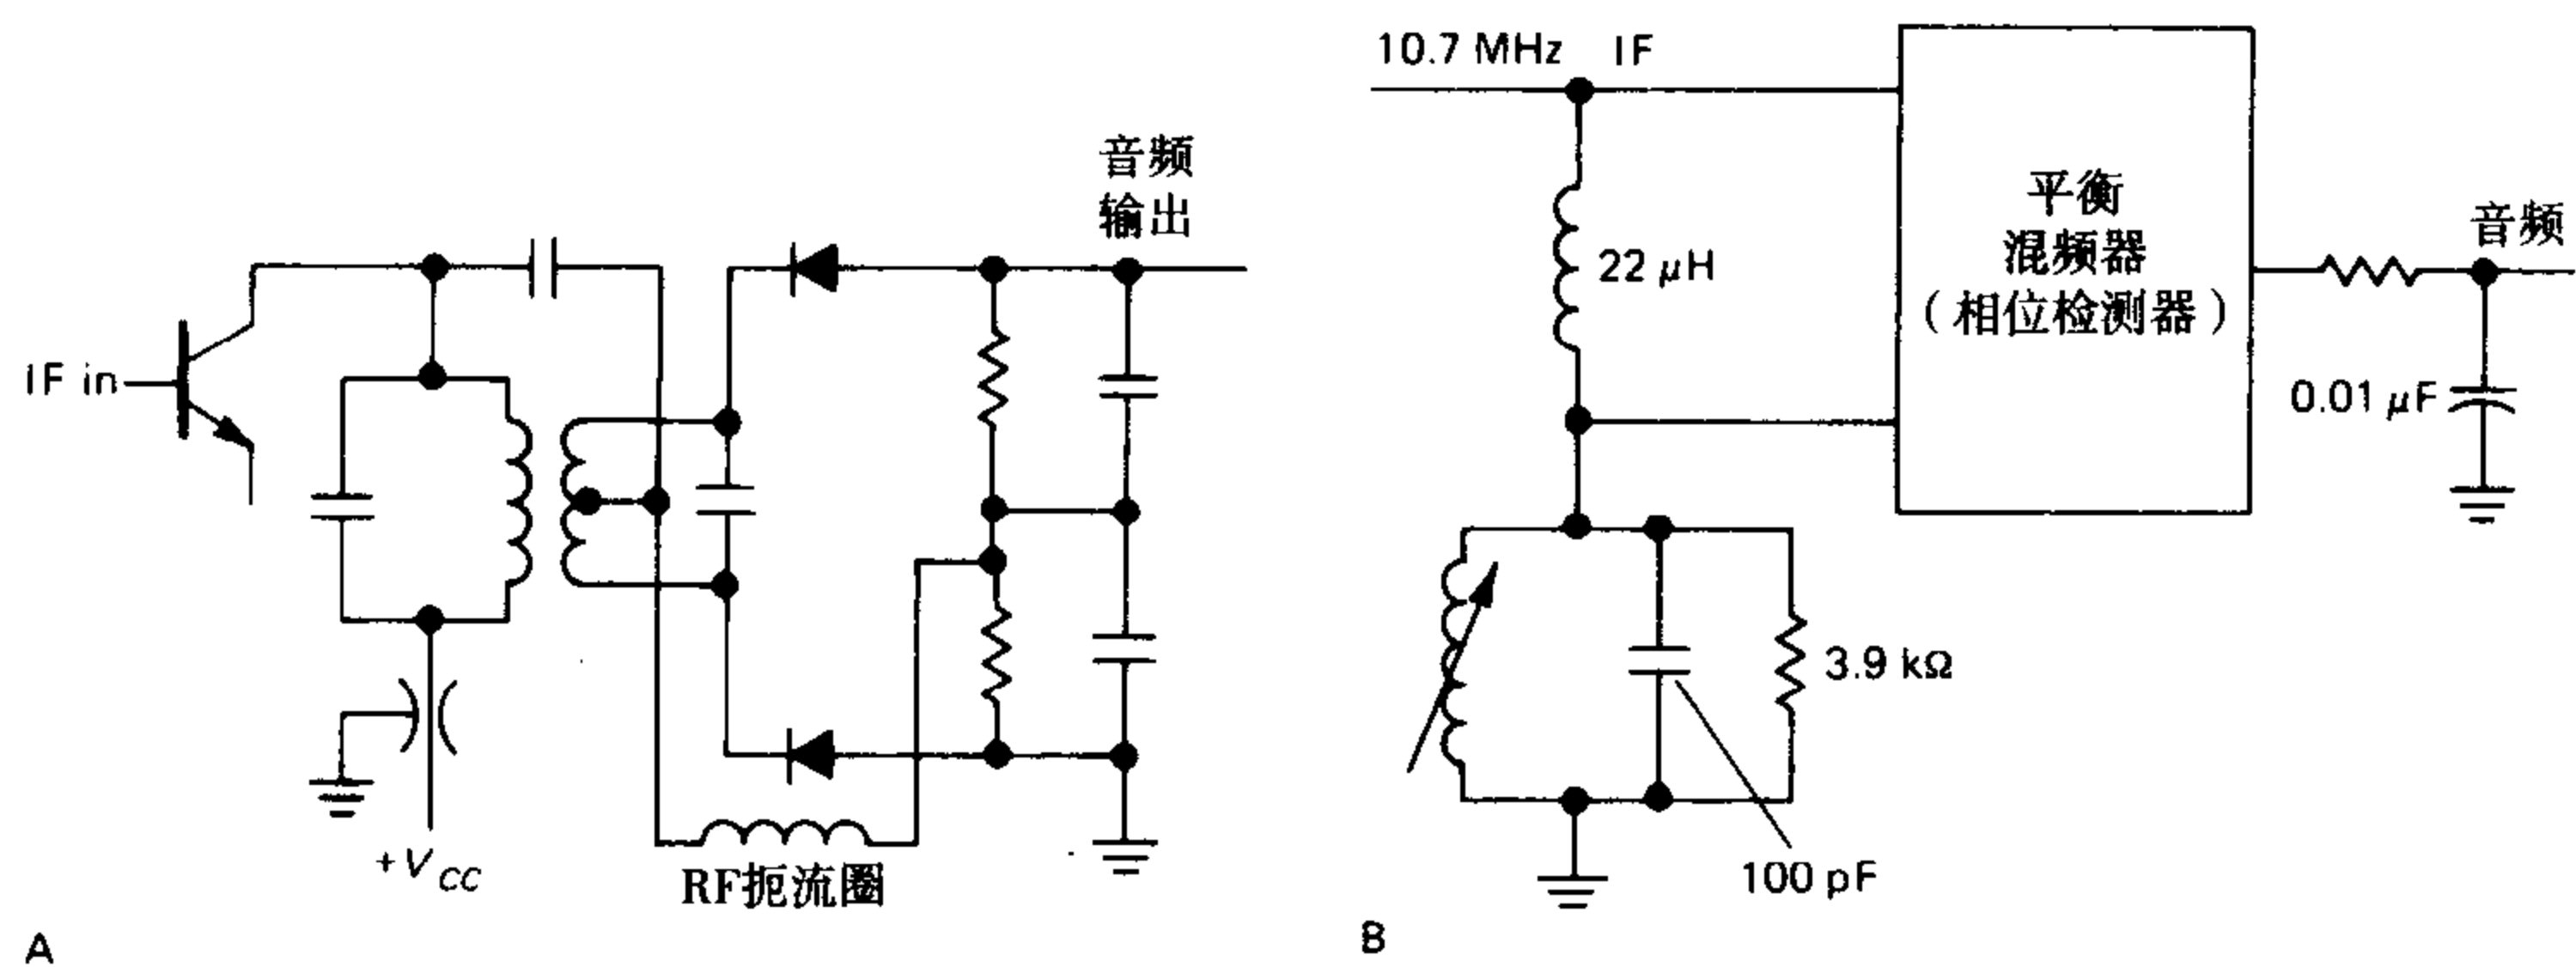 IF in
音频
输出
+VCC
RF扼流圈
A
10.7 MHz IF
22 μH
平衡
混频器
(相位检测器)
音频
0.01 μF
3.9 kΩ
100 pF
B